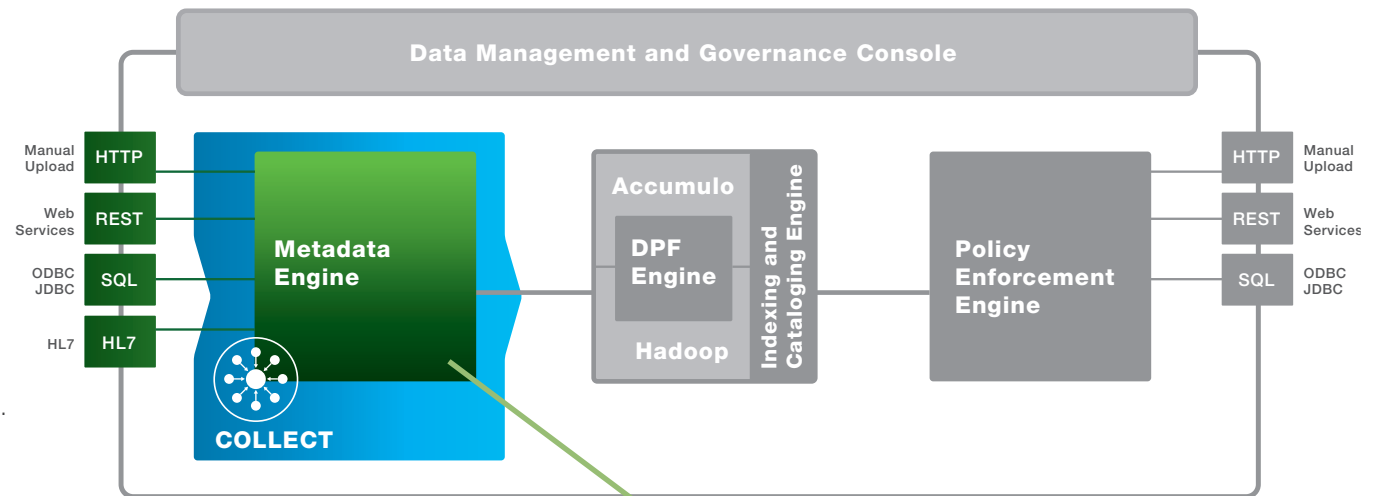 Data Management and Governance Console
Manual
Upload
HTTP
Web
Services
REST
ODBC
JDBC
SQL
HL7
HL7
Metadata
Engine
COLLECT
Accumulo
DPF
Engine
Hadoop
Indexing and
Cataloging Engine
Policy
Enforcement
Engine
HTTP
Manual
Upload
REST
Web
Services
SQL
ODBC
JDBC
.